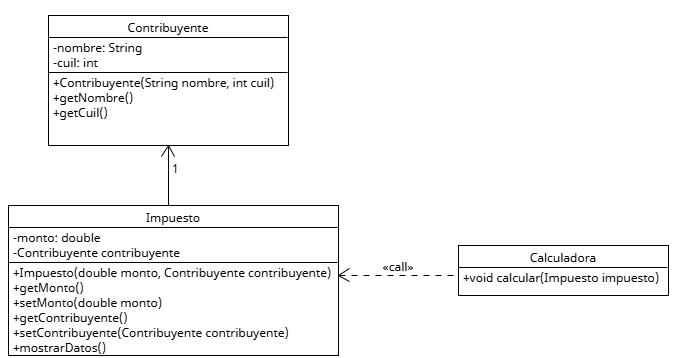 Contribuyente
-nombre: String
-cuil: int
+Contribuyente(String nombre, int cuil)
+getNombre()
+getCuil()
1
Impuesto
-monto: double
-Contribuyente contribuyente
+Impuesto(double monto, Contribuyente contribuyente)
+getMonto()
+setMonto(double monto)
+getContribuyente()
+setContribuyente(Contribuyente contribuyente)
+mostrarDatos()
«call»
Calculadora
+void calcular(Impuesto impuesto)